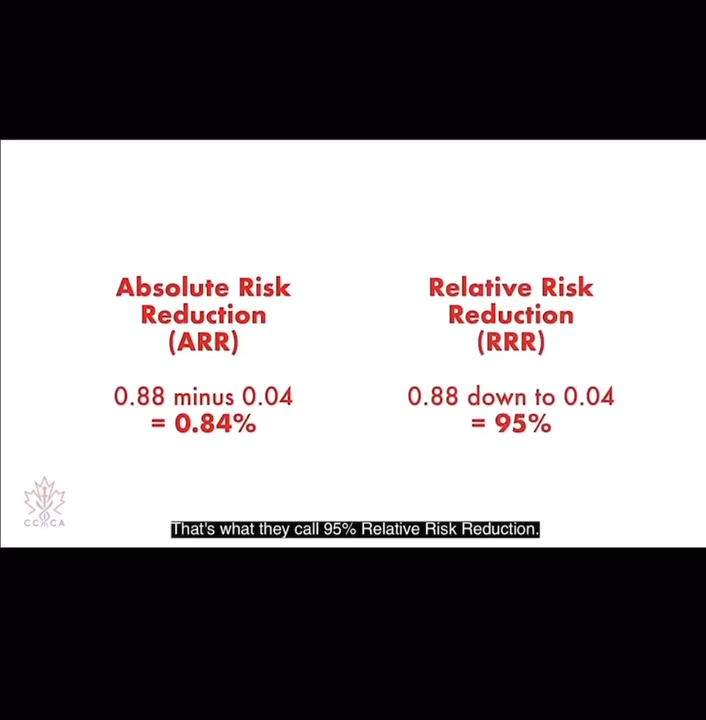 Absolute Risk
Reduction
(ARR)
0.88 minus 0.04
= 0.84%
Relative Risk
Reduction
(RRR)
0.88 down to 0.04
= 95%
CCCA
That's what they call 95% Relative Risk Reduction.